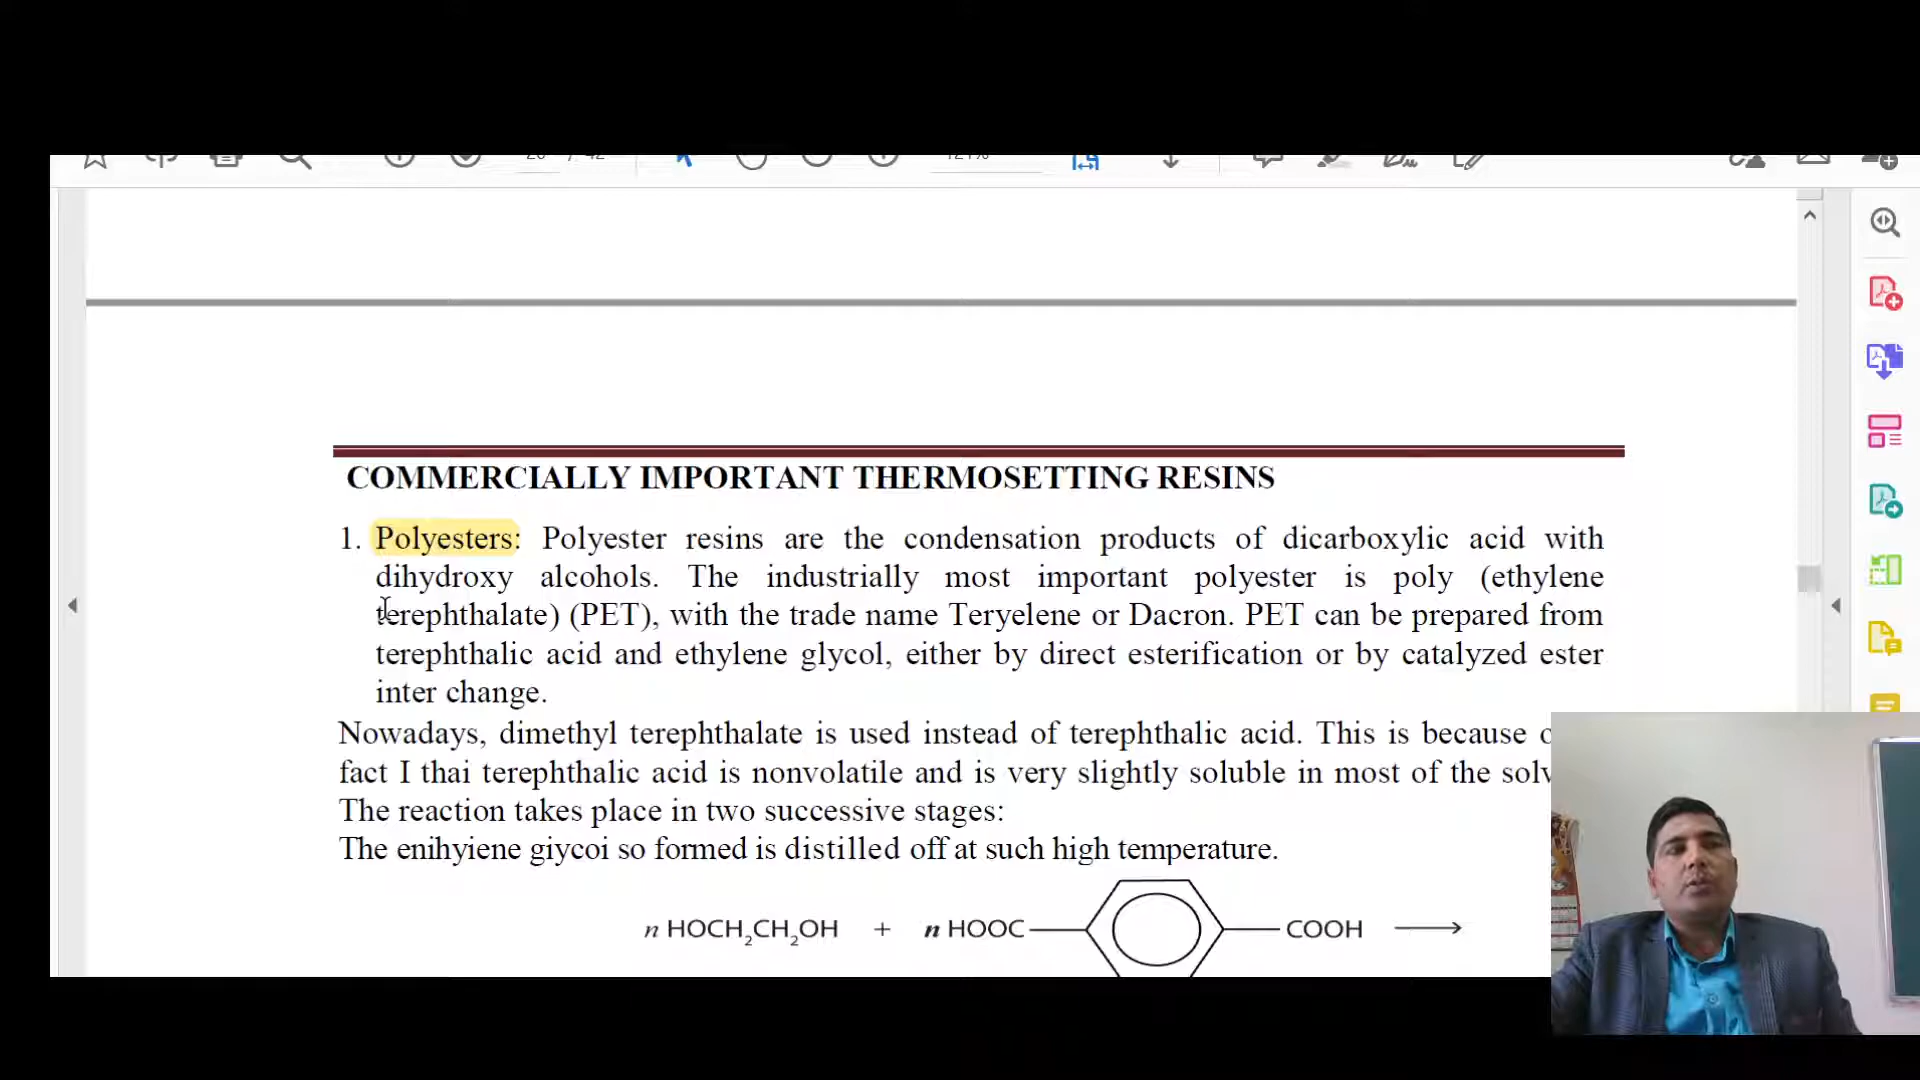 COMMERCIALLY IMPORTANT THERMOSETTING RESINS
1. Polyesters: Polyester resins are the condensation products of dicarboxylic acid with
dihydroxy alcohols. The industrially most important polyester is poly (ethylene
terephthalate) (PET), with the trade name Teryelene or Dacron. PET can be prepared from
terephthalic acid and ethylene glycol, either by direct esterification or by catalyzed ester
inter change.
Nowadays, dimethyl terephthalate is used instead of terephthalic acid. This is because
fact I thai terephthalic acid is nonvolatile and is very slightly soluble in most of the
The reaction takes place in two successive stages:
The enihyiene giycoi so formed is distilled off at such high temperature.
n HOCH₂CH₂OH + n HOOC COOH